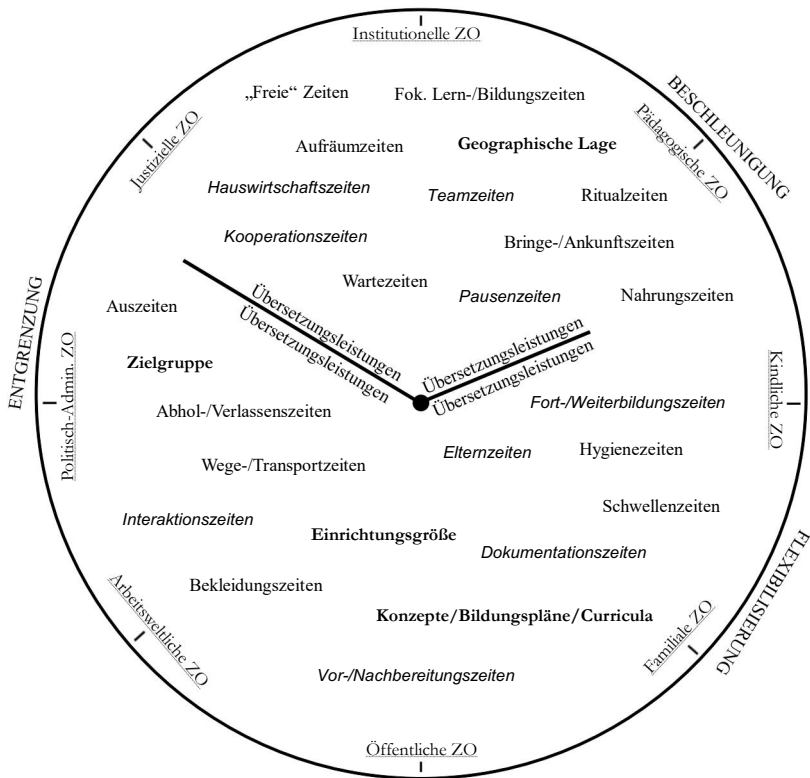 Institutionelle ZO
BESCHLEUNIGUNG
„Freie“ Zeiten
Fok. Lern-/Bildungszeiten
Justizielle ZO
Pädagogische ZO
Aufräumzeiten
Geographische Lage
Hauswirtschaftszeiten
Teamzeiten
Ritualzeiten
Kooperationszeiten
Bringe-/Ankunftszeiten
Wartezeiten
Pausenzeiten
Nahrungszeiten
ENTGRENZUNG
Auszeiten
Übersetzungsleistungen
Übersetzungsleistungen
Übersetzungsleistungen
Übersetzungsleistungen
Zielgruppe
Politisch-Admin. ZO
Kindliche ZO
Abhol-/Verlassenszeiten
Fort-/Weiterbildungszeiten
Elternzeiten
Hygienezeiten
Wege-/Transportzeiten
Schwellenzeiten
Interaktionszeiten
Einrichtungsgröße
Dokumentationszeiten
FLEXIBILISIERUNG
Bekleidungszeiten
Arbeitsweltliche ZO
Konzepte/Bildungspläne/Curricula
Familiale ZO
Vor-/Nachbereitungszeiten
Öffentliche ZO